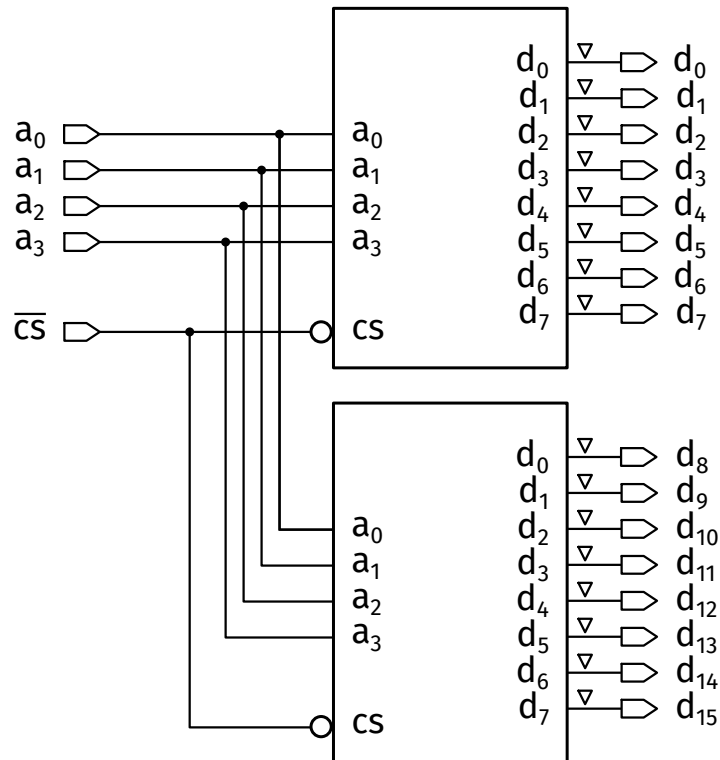 d₀ d₀
d₁ d₁
a₀ a₀ d₂ d₂
a₁ a₁ d₃ d₃
a₂ a₂ d₄ d₄
a₃ a₃ d₅ d₅
d₆ d₆
d₇ d₇
c̅s̅ cs
d₀ d₈
d₁ d₉
a₀ d₂ d₁₀
a₁ d₃ d₁₁
a₂ d₄ d₁₂
a₃ d₅ d₁₃
d₆ d₁₄
cs d₇ d₁₅